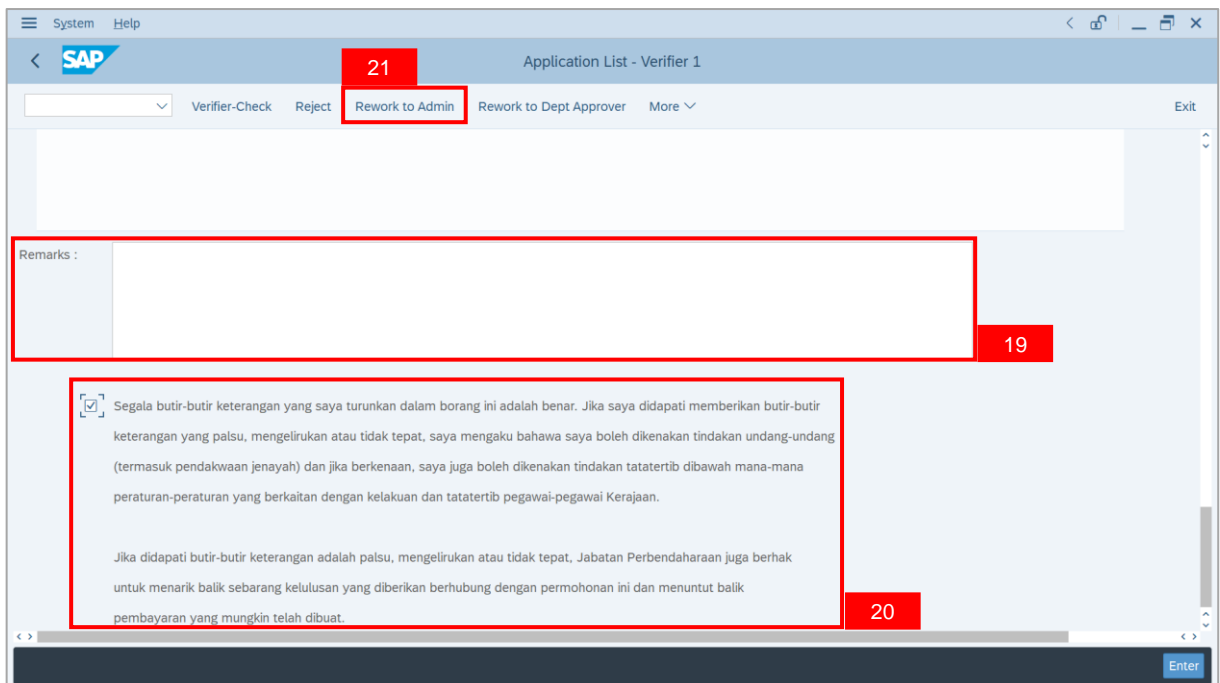 System Help
SAP
21
Application List - Verifier 1
Verifier-Check Reject Rework to Admin Rework to Dept Approver More Exit
Remarks :
19
Segala butir-butir keterangan yang saya turunkan dalam borang ini adalah benar. Jika saya didapati memberikan butir-butir
keterangan yang palsu, mengelirukan atau tidak tepat, saya mengaku bahawa saya boleh dikenakan tindakan undang-undang
(termasuk pendakwaan jenayah) dan jika berkenaan, saya juga boleh dikenakan tindakan tatatertib dibawah mana-mana
peraturan-peraturan yang berkaitan dengan kelakuan dan tatatertib pegawai-pegawai Kerajaan.
Jika didapati butir-butir keterangan adalah palsu, mengelirukan atau tidak tepat, Jabatan Perbendaharaan juga berhak
untuk menarik balik sebarang kelulusan yang diberikan berhubung dengan permohonan ini dan menuntut balik
pembayaran yang mungkin telah dibuat.
20
Enter